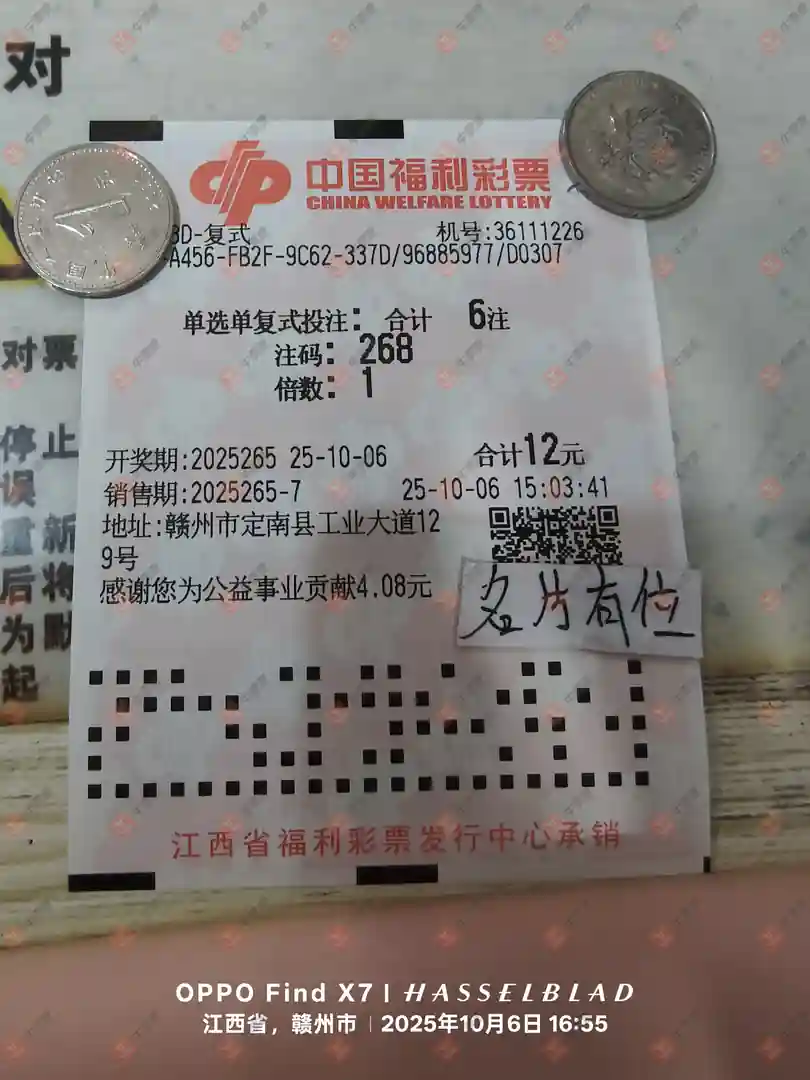 对
中国福利彩票
CHINA WELFARE LOTTERY
3D-复式 机号:36111226
A456-FB2F-9C62-337D/96885977/D0307
单选单复式投注: 合计 6注
注码: 268
倍数: 1
对票
停止
误
重新
后将
为默
起
开奖期:2025265 25-10-06 合计12元
销售期:2025265-7 25-10-06 15:03:41
地址:赣州市定南县工业大道12
9号
感谢您为公益事业贡献4.08元
名片有位
江西省福利彩票发行中心承销
OPPO Find X7 | HASSELBLAD
江西省，赣州市 | 2025年10月6日 16:55